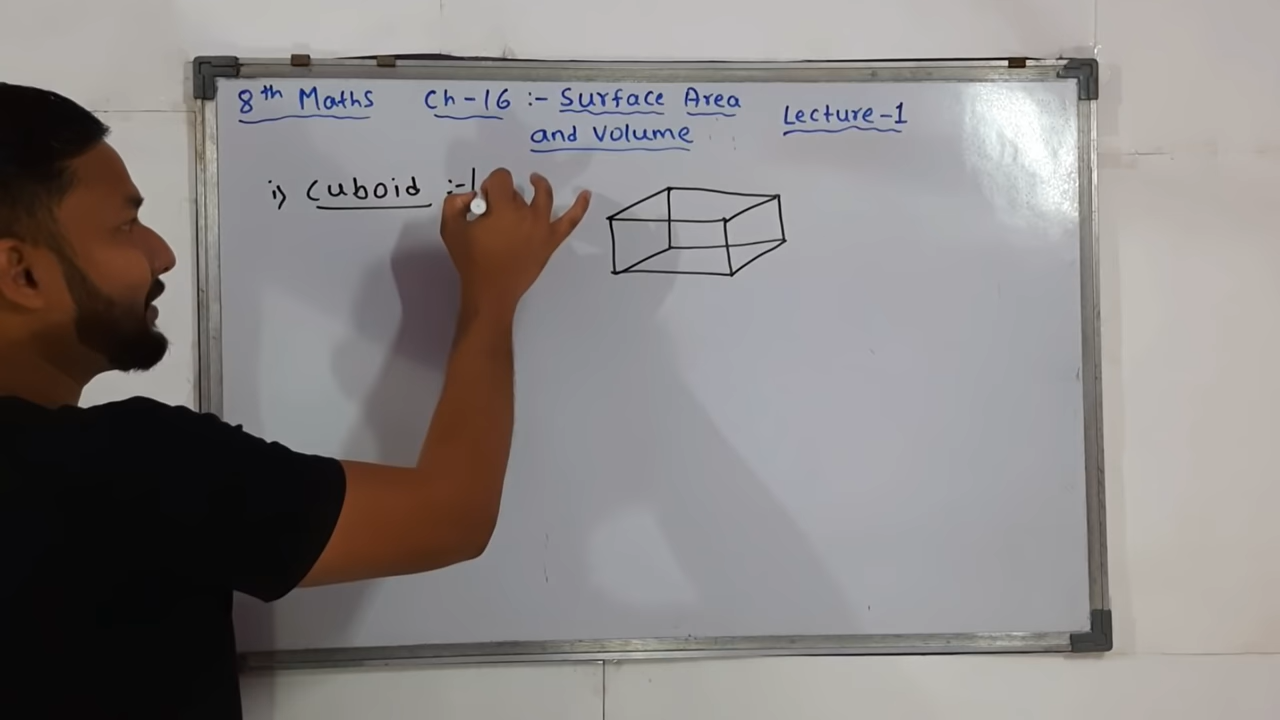 8th Maths Ch-16 :- Surface Area and Volume Lecture-1
i) Cuboid :-